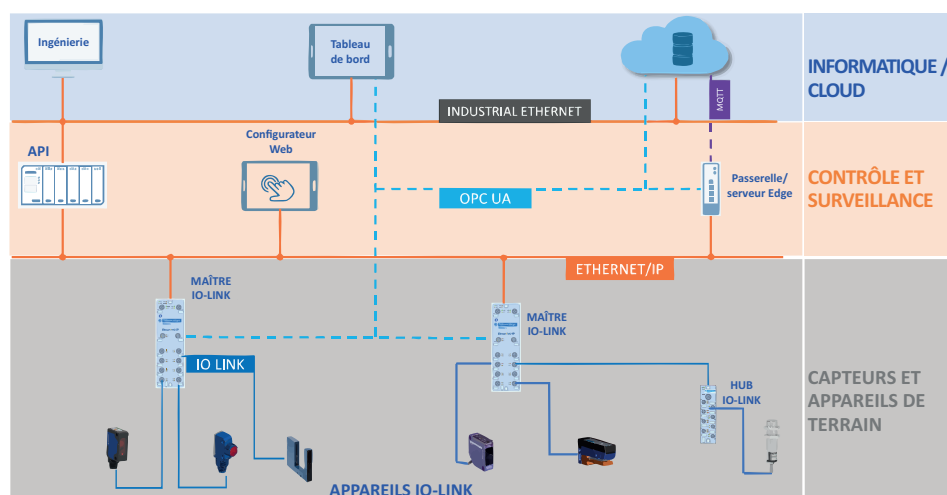 Ingénierie
Tableau
de bord
INFORMATIQUE /
CLOUD
MQTT
INDUSTRIAL ETHERNET
Configurateur
Web
API
Passerelle/
serveur Edge
CONTRÔLE ET
SURVEILLANCE
OPC UA
ETHERNET/IP
MAÎTRE
IO-LINK
MAÎTRE
IO-LINK
IO LINK
HUB
IO-LINK
CAPTEURS ET
APPAREILS DE
TERRAIN
APPAREILS IO-LINK